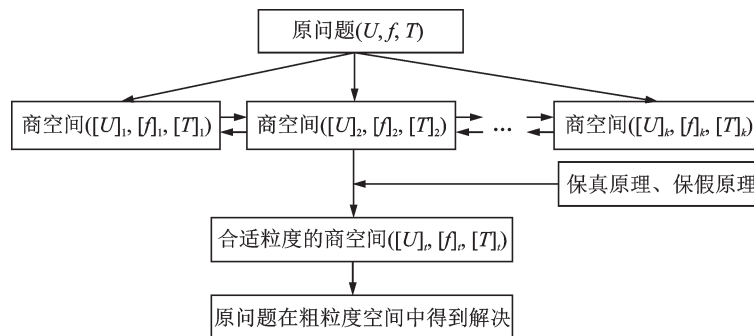 原问题(U, f, T)
商空间([U]₁, [f]₁, [T]₁)
商空间([U]₂, [f]₂, [T]₂)
...
商空间([U]ₖ, [f]ₖ, [T]ₖ)
保真原理、保假原理
合适粒度的商空间([U]ₜ, [f]ₜ, [T]ₜ)
原问题在粗粒度空间中得到解决